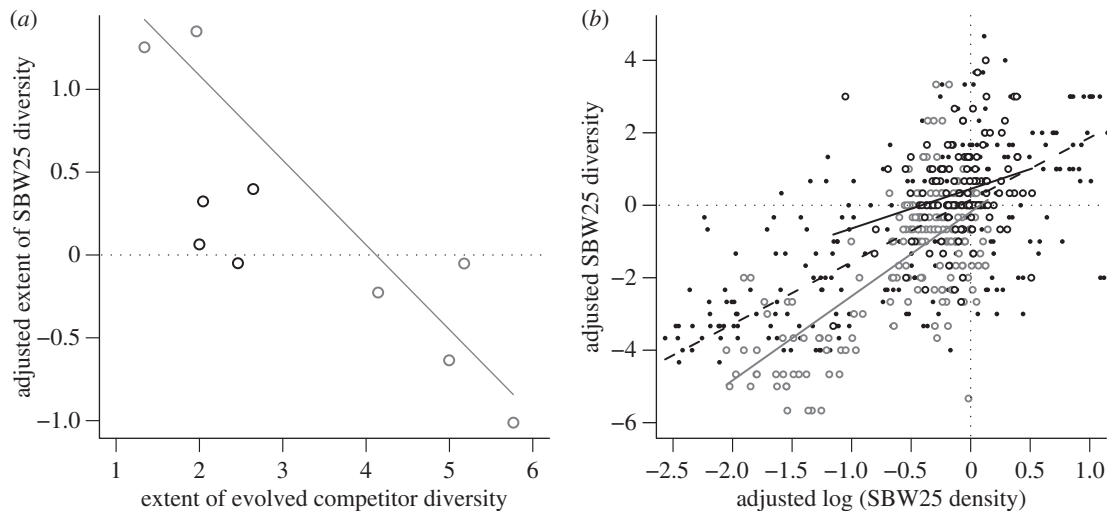 (a)
adjusted extent of SBW25 diversity
1.0
0.5
0
−0.5
−1.0
1 2 3 4 5 6
extent of evolved competitor diversity
(b)
adjusted SBW25 diversity
4
2
0
−2
−4
−6
−2.5 −2.0 −1.5 −1.0 −0.5 0 0.5 1.0
adjusted log (SBW25 density)